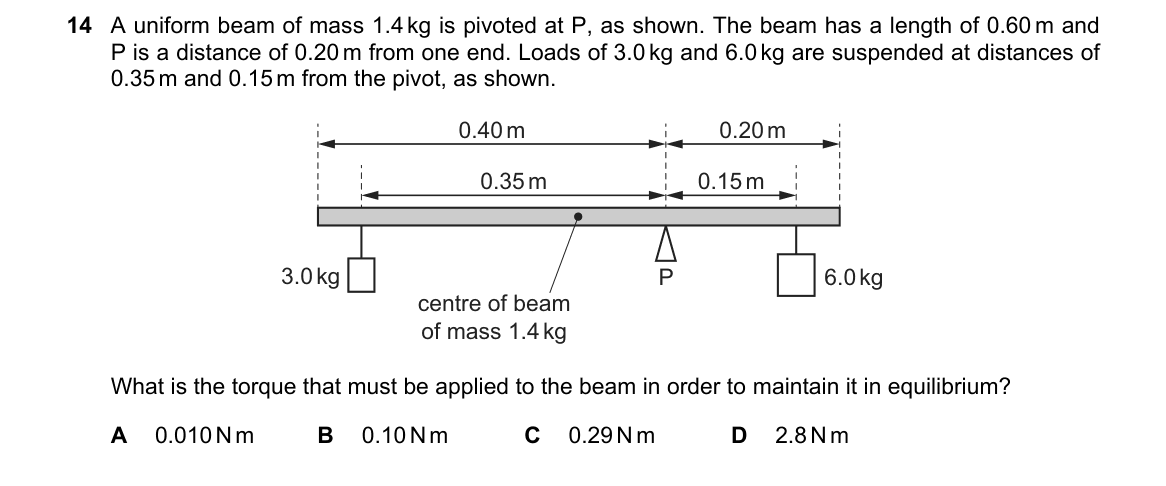 14 A uniform beam of mass 1.4 kg is pivoted at P, as shown. The beam has a length of 0.60 m and
P is a distance of 0.20 m from one end. Loads of 3.0 kg and 6.0 kg are suspended at distances of
0.35 m and 0.15 m from the pivot, as shown.
0.40 m 0.20 m
0.35 m 0.15 m
3.0 kg P 6.0 kg
centre of beam
of mass 1.4 kg
What is the torque that must be applied to the beam in order to maintain it in equilibrium?
A 0.010 N m B 0.10 N m C 0.29 N m D 2.8 N m